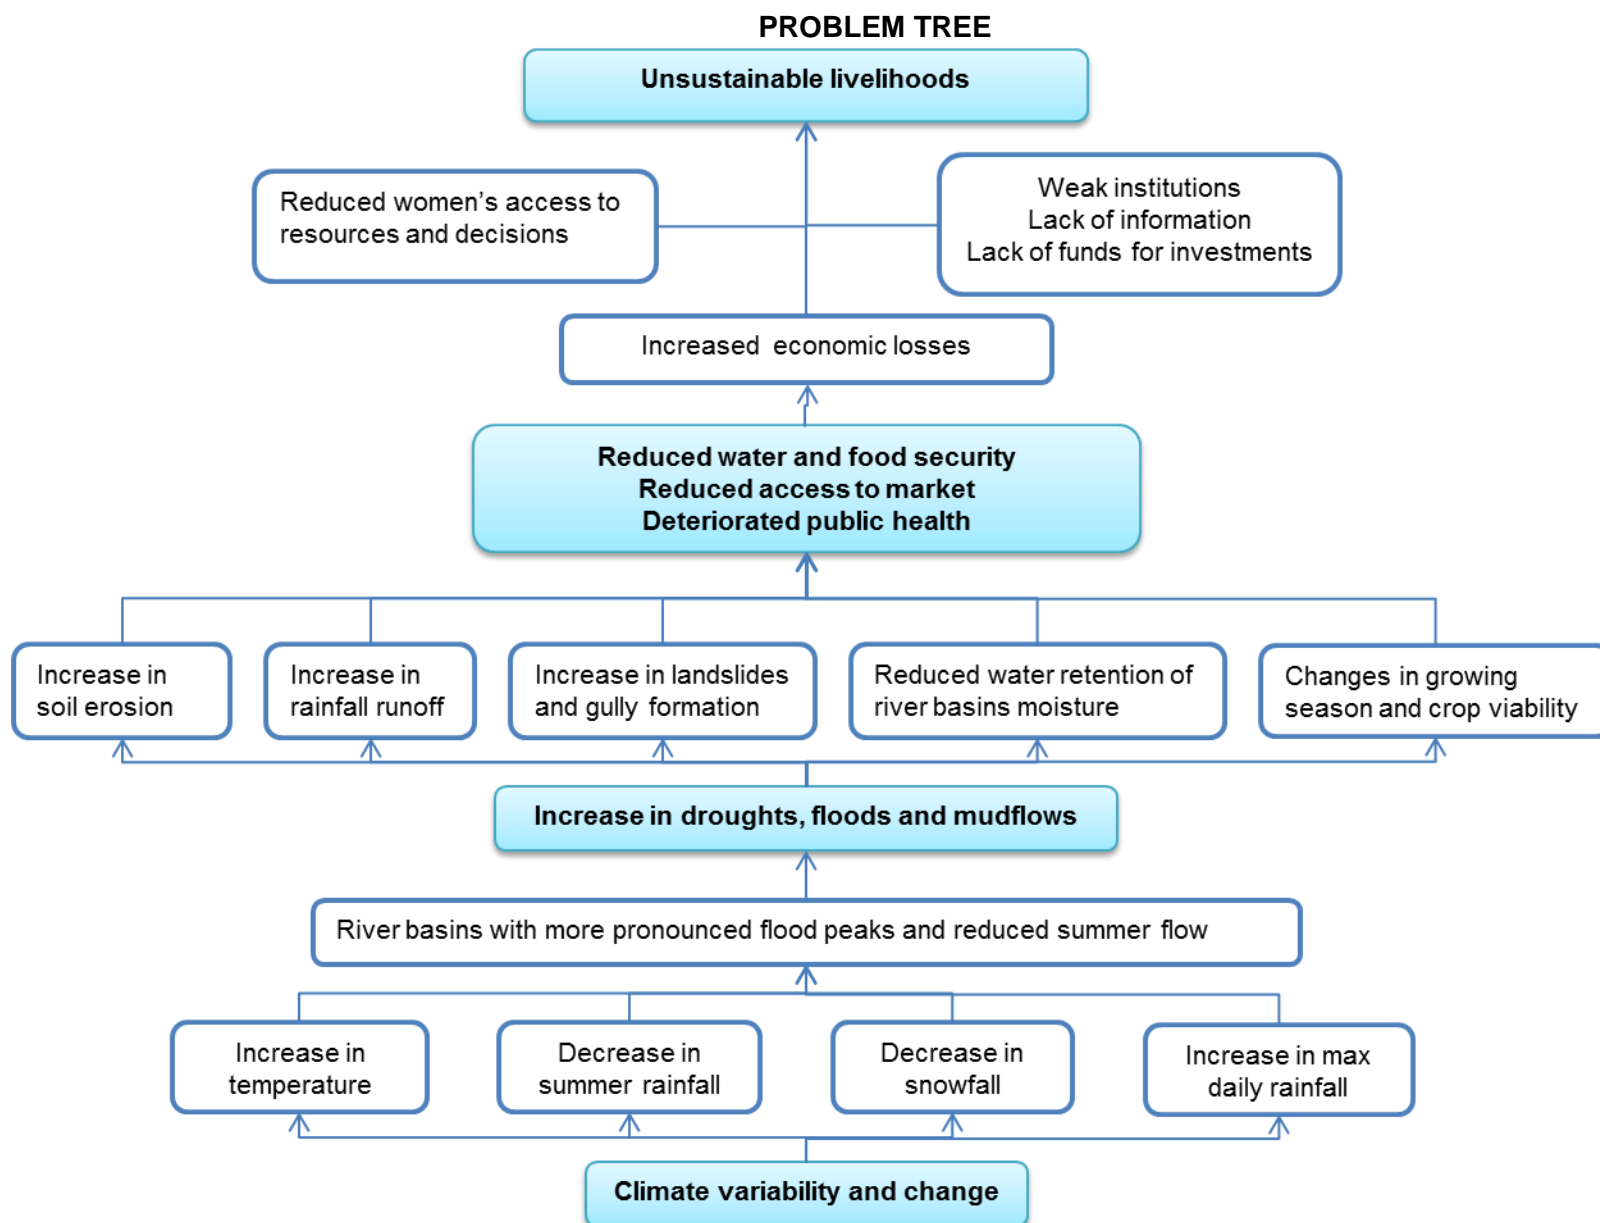 PROBLEM TREE
Unsustainable livelihoods
Reduced women’s access to
resources and decisions
Weak institutions
Lack of information
Lack of funds for investments
Increased economic losses
Reduced water and food security
Reduced access to market
Deteriorated public health
Increase in
soil erosion
Increase in
rainfall runoff
Increase in landslides
and gully formation
Reduced water retention of
river basins moisture
Changes in growing
season and crop viability
Increase in droughts, floods and mudflows
River basins with more pronounced flood peaks and reduced summer flow
Increase in
temperature
Decrease in
summer rainfall
Decrease in
snowfall
Increase in max
daily rainfall
Climate variability and change